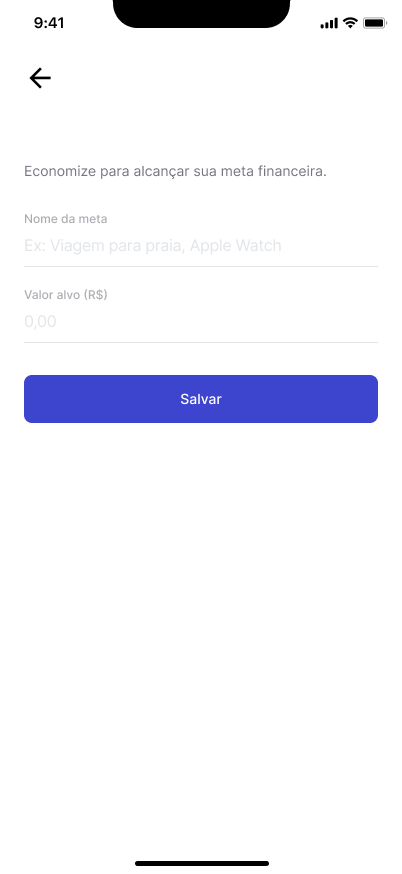 9:41
Economize para alcançar sua meta financeira.
Nome da meta
Ex: Viagem para praia, Apple Watch
Valor alvo (R$)
0,00
Salvar